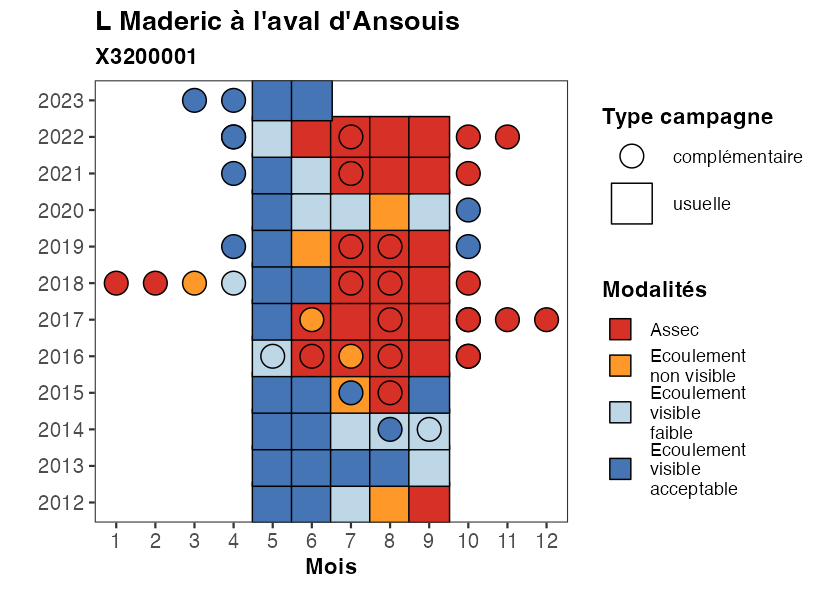 L Maderic à l'aval d'Ansouis
X3200001
2023
2022
2021
2020
2019
2018
2017
2016
2015
2014
2013
2012
1 2 3 4 5 6 7 8 9 10 11 12
Mois
Type campagne
complémentaire
usuelle
Modalités
Assec
Ecoulement
non visible
Ecoulement
visible
faible
Ecoulement
visible
acceptable